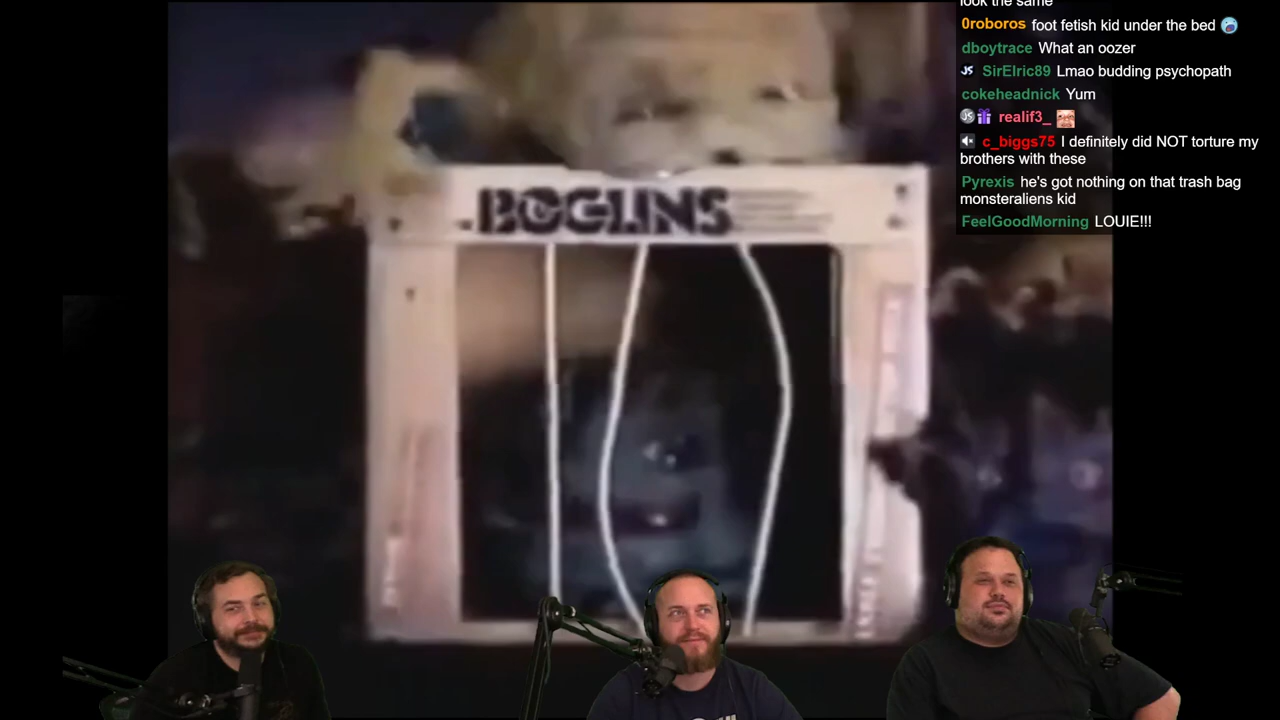 look the same
0roboros foot fetish kid under the bed
dboytrace What an oozer
SirElric89 Lmao budding psychopath
cokeheadnick Yum
realif3_
c_biggs75 I definitely did NOT torture my
brothers with these
Pyrexis he's got nothing on that trash bag
monsteraliens kid
FeelGoodMorning LOUIE!!!
BOGLINS